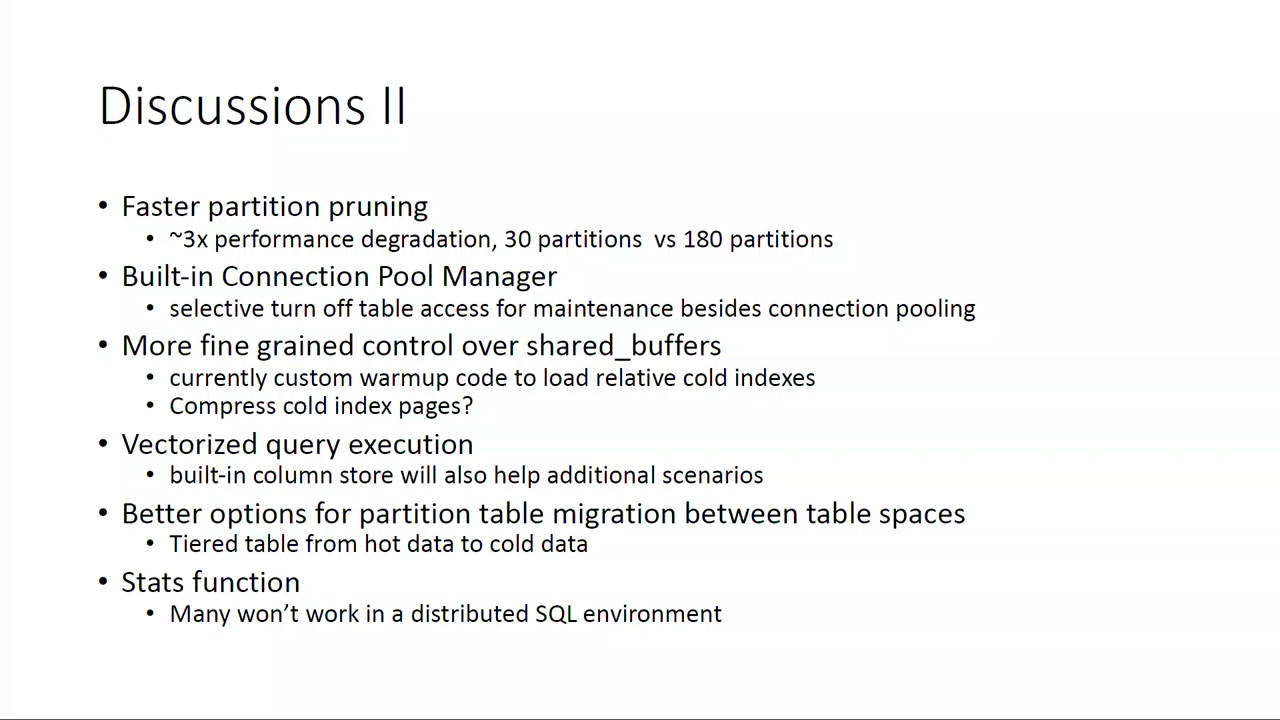 Discussions II
• Faster partition pruning
• ~3x performance degradation, 30 partitions  vs 180 partitions
• Built-in Connection Pool Manager
• selective turn off table access for maintenance besides connection pooling
• More fine grained control over shared_buffers
• currently custom warmup code to load relative cold indexes
• Compress cold index pages?
• Vectorized query execution
• built-in column store will also help additional scenarios
• Better options for partition table migration between table spaces
• Tiered table from hot data to cold data
• Stats function
• Many won’t work in a distributed SQL environment